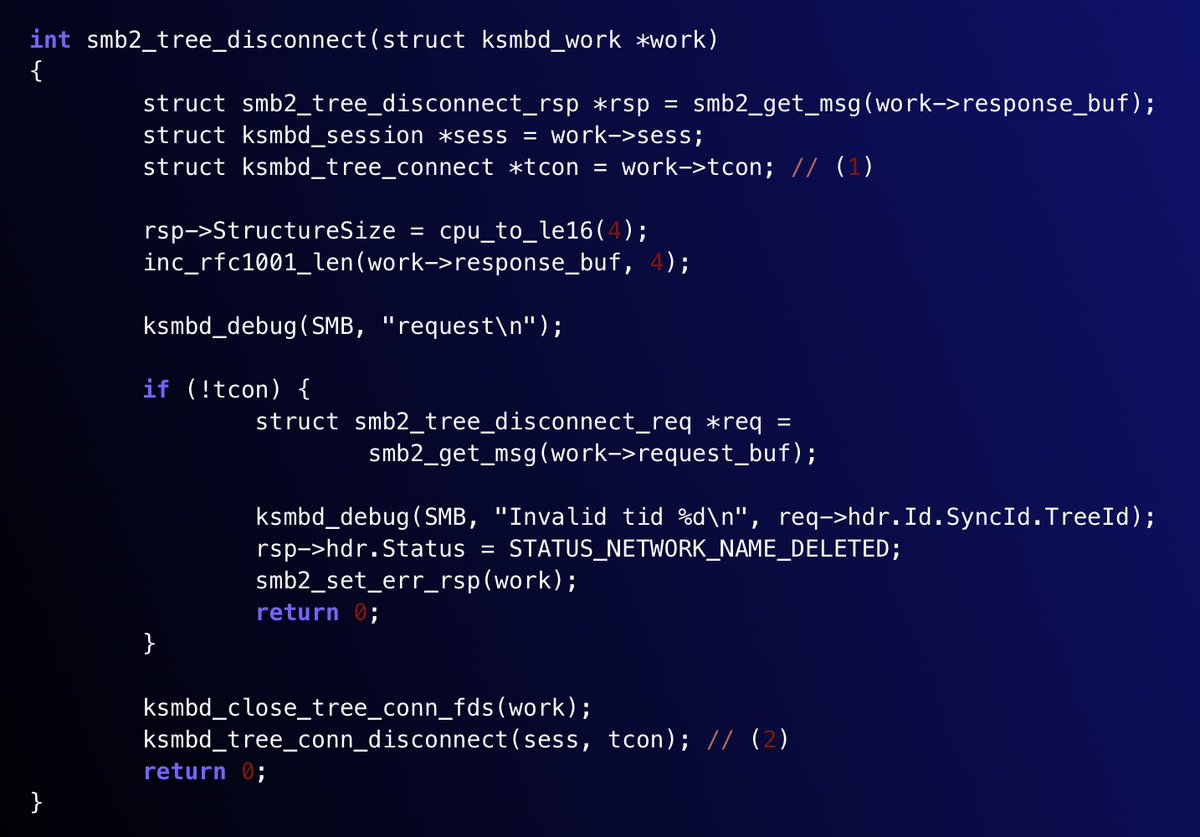 int smb2_tree_disconnect(struct ksmbd_work *work)
{
        struct smb2_tree_disconnect_rsp *rsp = smb2_get_msg(work->response_buf);
        struct ksmbd_session *sess = work->sess;
        struct ksmbd_tree_connect *tcon = work->tcon; // (1)

        rsp->StructureSize = cpu_to_le16(4);
        inc_rfc1001_len(work->response_buf, 4);

        ksmbd_debug(SMB, "request\n");

        if (!tcon) {
                struct smb2_tree_disconnect_req *req =
                        smb2_get_msg(work->request_buf);

                ksmbd_debug(SMB, "Invalid tid %d\n", req->hdr.Id.SyncId.TreeId);
                rsp->hdr.Status = STATUS_NETWORK_NAME_DELETED;
                smb2_set_err_rsp(work);
                return 0;
        }

        ksmbd_close_tree_conn_fds(work);
        ksmbd_tree_conn_disconnect(sess, tcon); // (2)
        return 0;
}